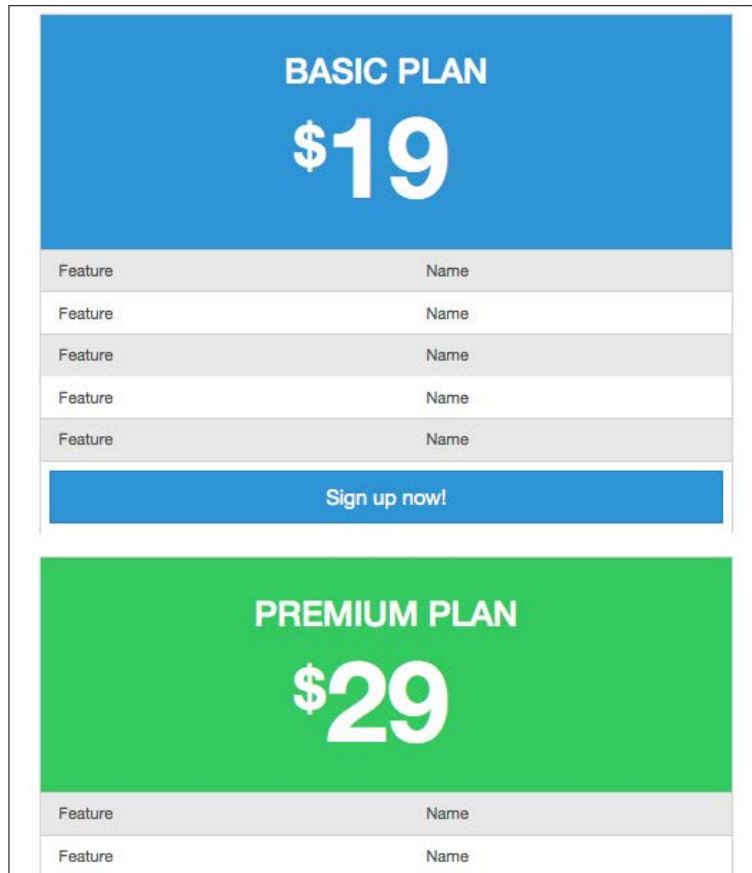 BASIC PLAN
$19
Feature Name
Feature Name
Feature Name
Feature Name
Feature Name
Sign up now!
PREMIUM PLAN
$29
Feature Name
Feature Name